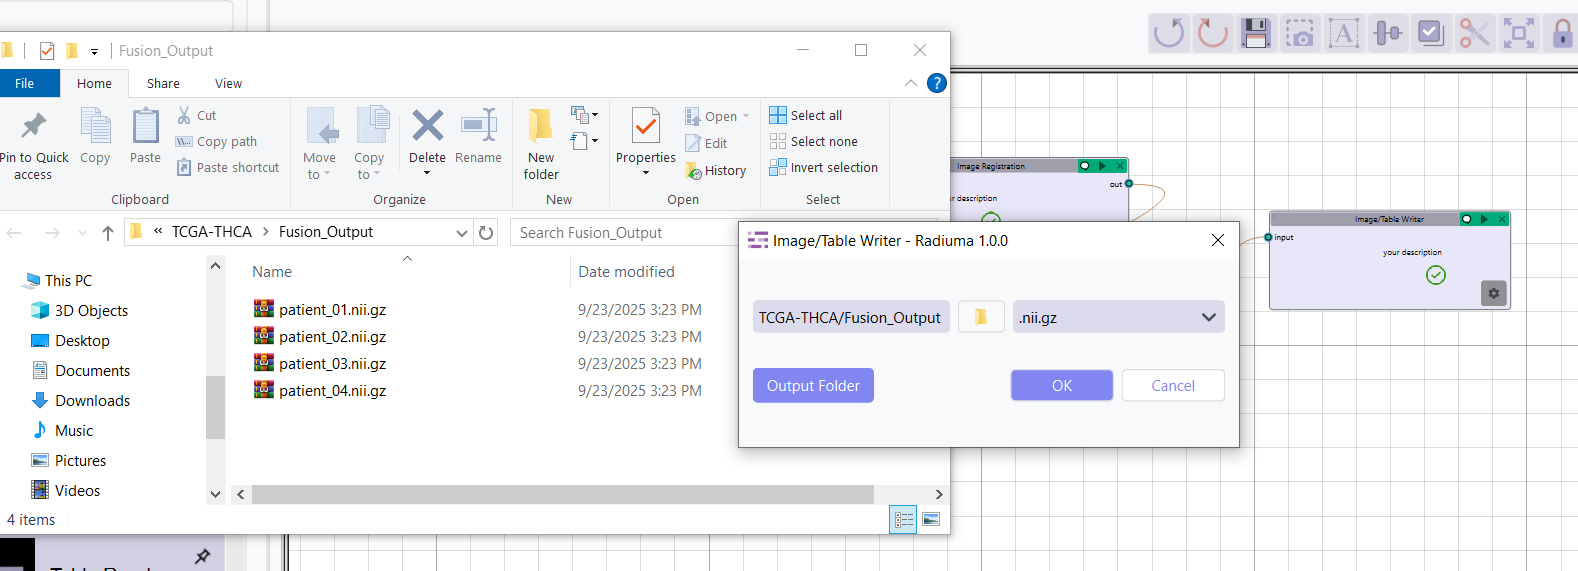 Fusion_Output
File
Home
Share
View
Pin to Quick access
Copy
Paste
Cut
Copy path
Paste shortcut
Clipboard
Move to
Copy to
Delete
Rename
Organize
New folder
New
Properties
Open
Edit
History
Open
Select all
Select none
Invert selection
Select
« TCGA-THCA > Fusion_Output
Search Fusion_Output
This PC
3D Objects
Desktop
Documents
Downloads
Music
Pictures
Videos
Name
Date modified
patient_01.nii.gz 9/23/2025 3:23 PM
patient_02.nii.gz 9/23/2025 3:23 PM
patient_03.nii.gz 9/23/2025 3:23 PM
patient_04.nii.gz 9/23/2025 3:23 PM
4 items
Image Registration
out
r description
Image/Table Writer
input
your description
Image/Table Writer - Radiuma 1.0.0
TCGA-THCA/Fusion_Output
.nii.gz
Output Folder
OK
Cancel